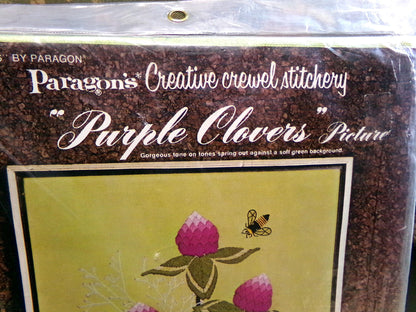 BY PARAGON
Paragon's Creative crewel stitchery
"Purple Clovers" Picture
Gorgeous tone on tones spring out against a soft green background.